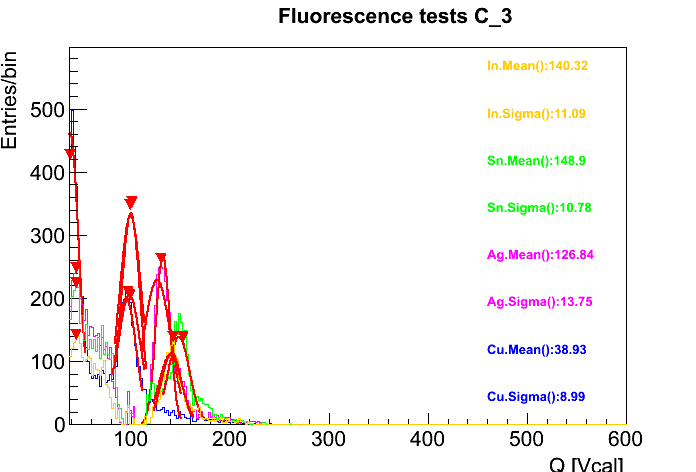 Fluorescence tests C_3
Entries/bin
500
400
300
200
100
0
In.Mean():140.32
In.Sigma():11.09
Sn.Mean():148.9
Sn.Sigma():10.78
Ag.Mean():126.84
Ag.Sigma():13.75
Cu.Mean():38.93
Cu.Sigma():8.99
100 200 300 400 500 600
Q [Vcal]